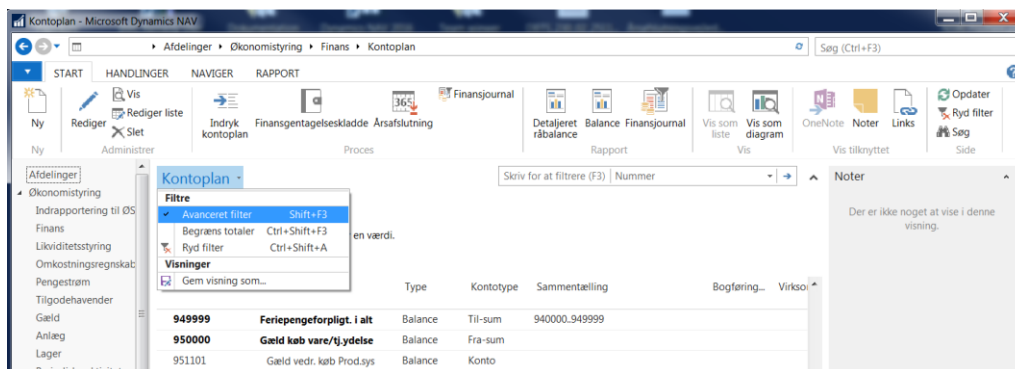 Kontoplan - Microsoft Dynamics NAV
Afdelinger Økonomistyring Finans Kontoplan
Søg (Ctrl+F3)
START HANDLINGER NAVIGER RAPPORT
Ny
Rediger
Vis
Rediger liste
Slet
Indryk kontoplan
Finansgentagelseskladde
Årsafslutning
365
Finansjournal
Detaljeret råbalance
Balance
Finansjournal
Vis som liste
Vis som diagram
OneNote
Noter
Links
Opdater
Ryd filter
Søg
Ny Administrer Proces Rapport Vis Vis tilknyttet Side
Afdelinger
Økonomistyring
Indrapportering til ØS
Finans
Likviditetsstyring
Omkostningsregnskab
Pengestrøm
Tilgodehavender
Gæld
Anlæg
Lager
Kontoplan
Skriv for at filtrere (F3) Nummer
Filtre
Avanceret filter Shift+F3
Begræns totaler Ctrl+Shift+F3
Ryd filter Ctrl+Shift+A
Visninger
Gem visning som...
en værdi.
Type Kontotype Sammentælling Bogføring... Virksor
949999 Feriepengeforpligt. i alt Balance Til-sum 940000..949999
950000 Gæld køb vare/tj.ydelse Balance Fra-sum
951101 Gæld vedr. køb Prod.sys Balance Konto
Noter
Der er ikke noget at vise i denne
visning.